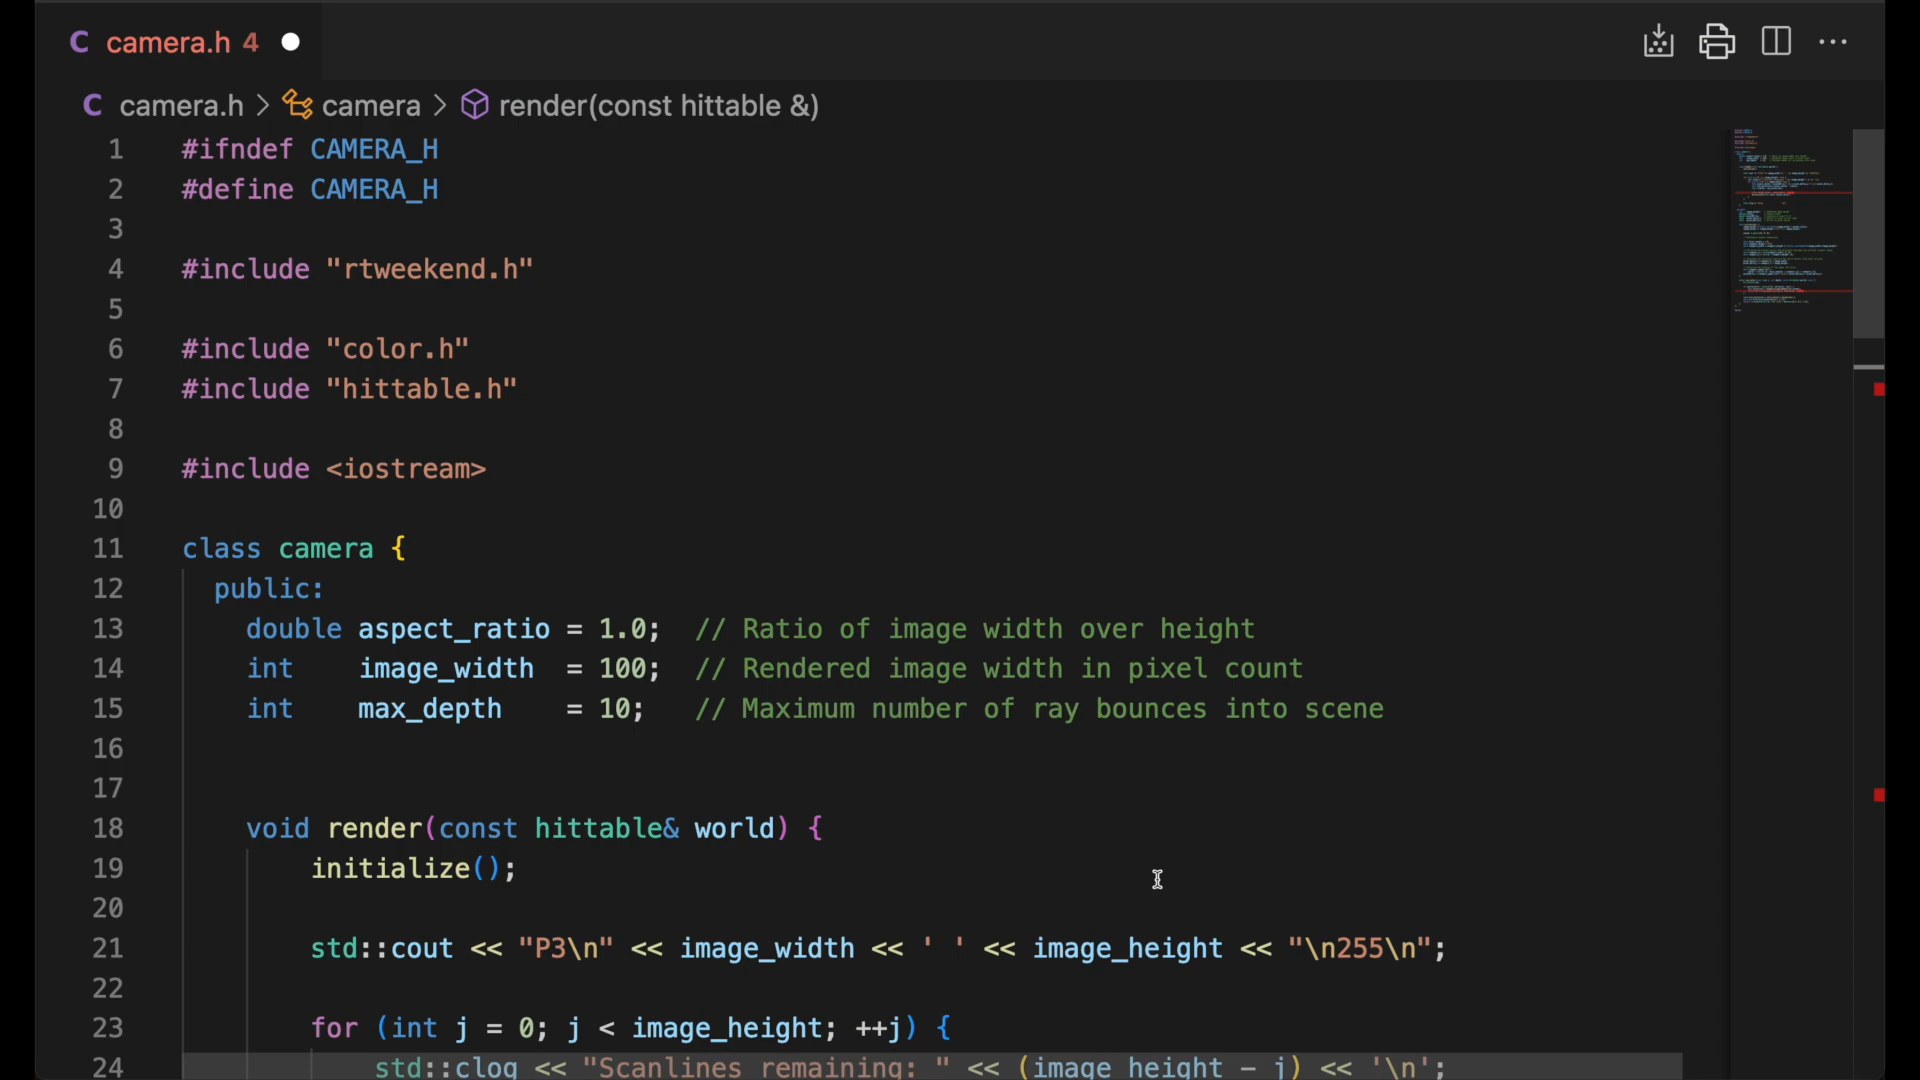 C camera.h 4
C camera.h > camera > render(const hittable &)
1 #ifndef CAMERA_H
2 #define CAMERA_H
3
4 #include "rtweekend.h"
5
6 #include "color.h"
7 #include "hittable.h"
8
9 #include <iostream>
10
11 class camera {
12 public:
13 double aspect_ratio = 1.0; // Ratio of image width over height
14 int image_width = 100; // Rendered image width in pixel count
15 int max_depth = 10; // Maximum number of ray bounces into scene
16
17
18 void render(const hittable& world) {
19 initialize();
20
21 std::cout << "P3\n" << image_width << ' ' << image_height << "\n255\n";
22
23 for (int j = 0; j < image_height; ++j) {
24 std::clog << "Scanlines remaining: " << (image_height - j) << '\n';